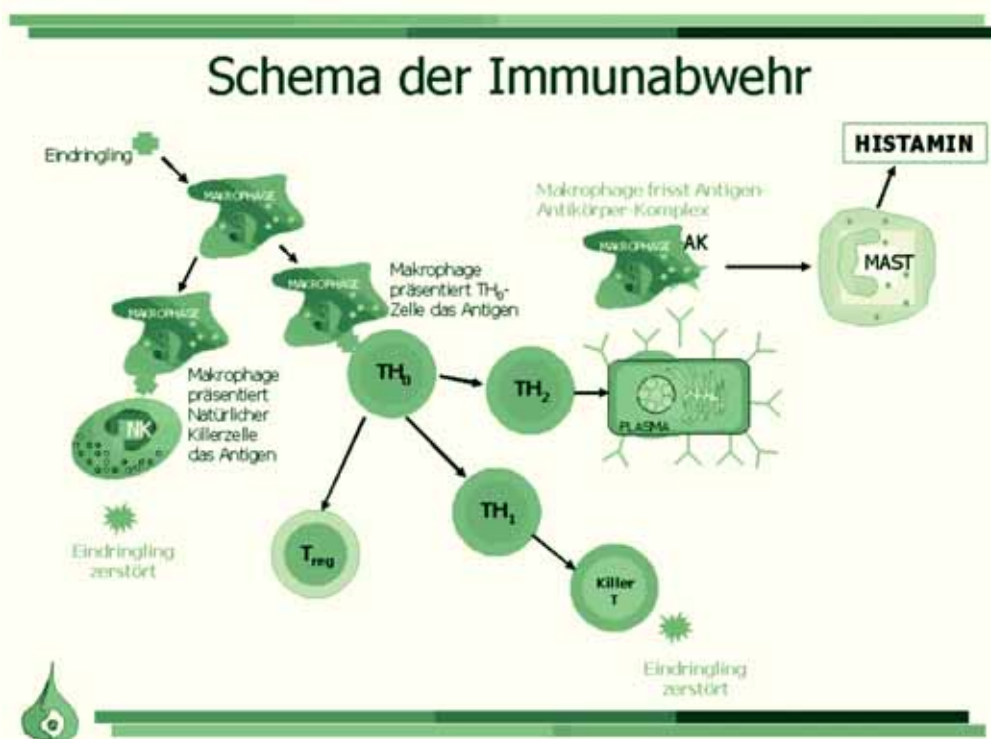 Schema der Immunabwehr
Eindringling
MAKROPHAGE
HISTAMIN
Makrophage frisst Antigen-
Antikörper-Komplex
MAKROPHAGE
AK
MAST
MAKROPHAGE
Makrophage
präsentiert TH₀-
Zelle das Antigen
MAKROPHAGE
TH₀
TH₂
PLASMA
Makrophage
präsentiert
Natürlicher
Killerzelle
das Antigen
NK
Eindringling
zerstört
T_reg
TH₁
Killer
T
Eindringling
zerstört